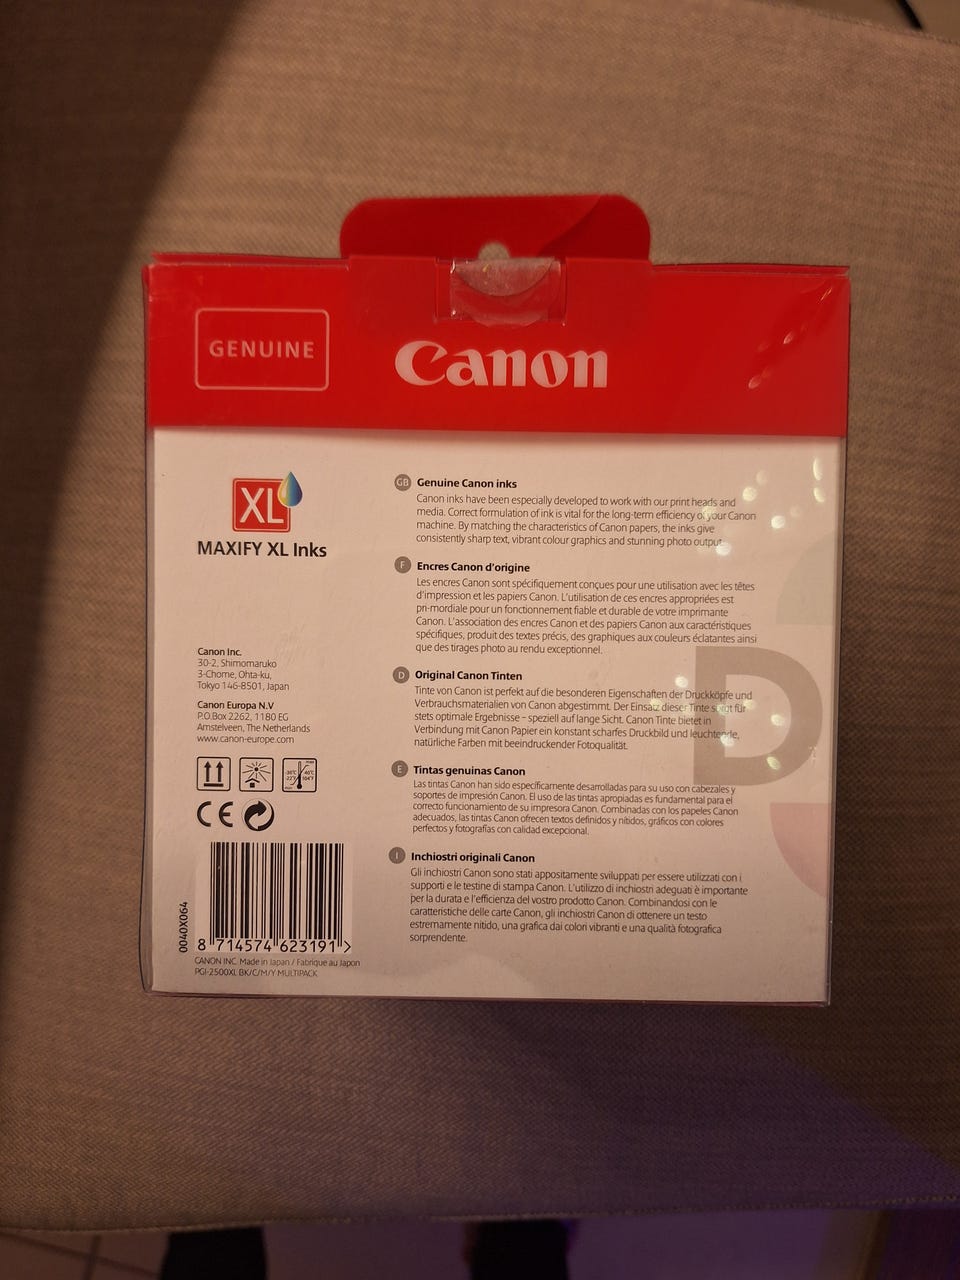 GENUINE
Canon
XL
MAXIFY XL Inks
GB Genuine Canon inks
Canon inks have been especially developed to work with our print heads and
media. Correct formulation of ink is vital for the long-term efficiency of your Canon
machine. By matching the characteristics of Canon papers, the inks give
consistently sharp text, vibrant colour graphics and stunning photo output.
F Encres Canon d'origine
Les encres Canon sont spécifiquement conçues pour une utilisation avec les têtes
d'impression et les papiers Canon. L'utilisation de ces encres appropriées est
pri-mordiale pour un fonctionnement fiable et durable de votre imprimante
Canon. L'association des encres Canon et des papiers Canon aux caractéristiques
spécifiques, produit des textes précis, des graphiques aux couleurs éclatantes ainsi
que des tirages photo au rendu exceptionnel.
D Original Canon Tinten
Tinte von Canon ist perfekt auf die besonderen Eigenschaften der Druckköpfe und
Verbrauchsmaterialien von Canon abgestimmt. Der Einsatz dieser Tinte sorgt für
stets optimale Ergebnisse - speziell auf lange Sicht. Canon Tinte bietet in
Verbindung mit Canon Papier ein konstant scharfes Druckbild und leuchtende,
natürliche Farben mit beeindruckender Fotoqualität.
E Tintas genuinas Canon
Las tintas Canon han sido específicamente desarrolladas para su uso con cabezales y
soportes de impresión Canon. El uso de las tintas apropiadas es fundamental para el
correcto funcionamiento de su impresora Canon. Combinadas con los papeles Canon
adecuados, las tintas Canon ofrecen textos definidos y nítidos, gráficos con colores
perfectos y fotografías con calidad excepcional.
I Inchiostri originali Canon
Gli inchiostri Canon sono stati appositamente sviluppati per essere utilizzati con i
supporti e le testine di stampa Canon. L'utilizzo di inchiostri adeguati è importante
per la durata e l'efficienza del vostro prodotto Canon. Combinandosi con le
caratteristiche delle carte Canon, gli inchiostri Canon di ottenere un testo
estremamente nitido, una grafica dai colori vibranti e una qualità fotografica
sorprendente.
D
Canon Inc.
30-2, Shimomaruko
3-Chome, Ohta-ku,
Tokyo 146-8501, Japan
Canon Europa N.V
P.O.Box 2262, 1180 EG
Amstelveen, The Netherlands
www.canon-europe.com
CE
0040X064
8 714574 623191 >
CANON INC. Made in Japan / Fabriqué au Japon
PGI-2500XL BK/C/M/Y MULTIPACK